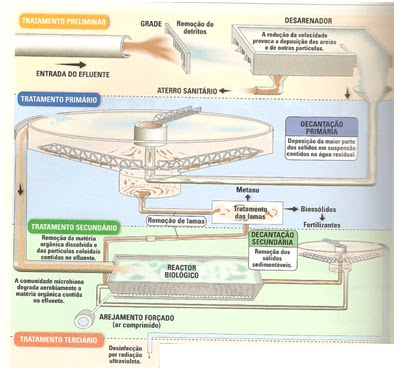 TRATAMENTO PRELIMINAR
GRADE
Remoção de
detritos
DESARENADOR
A redução da velocidade
provoca a deposição das areias
e de outras partículas.
ENTRADA DO EFLUENTE
ATERRO SANITÁRIO
TRATAMENTO PRIMÁRIO
DECANTAÇÃO
PRIMÁRIA
Deposição da maior parte
dos sólidos em suspensão
contidos na água residual.
Metano
Tratamento
das lamas
Biossólidos
Fertilizantes
Remoção de lamas
TRATAMENTO SECUNDÁRIO
Remoção da matéria
orgânica dissolvida e
das partículas coloidais
contidas no efluente.
DECANTAÇÃO
SECUNDÁRIA
Remoção dos
sólidos
sedimentáveis.
REACTOR
BIOLÓGICO
A comunidade microbiana
degrada aerobiamente a
matéria orgânica contida
no efluente.
AREJAMENTO FORÇADO
(ar comprimido)
TRATAMENTO TERCIÁRIO
Desinfecção
por radiação
ultravioleta.